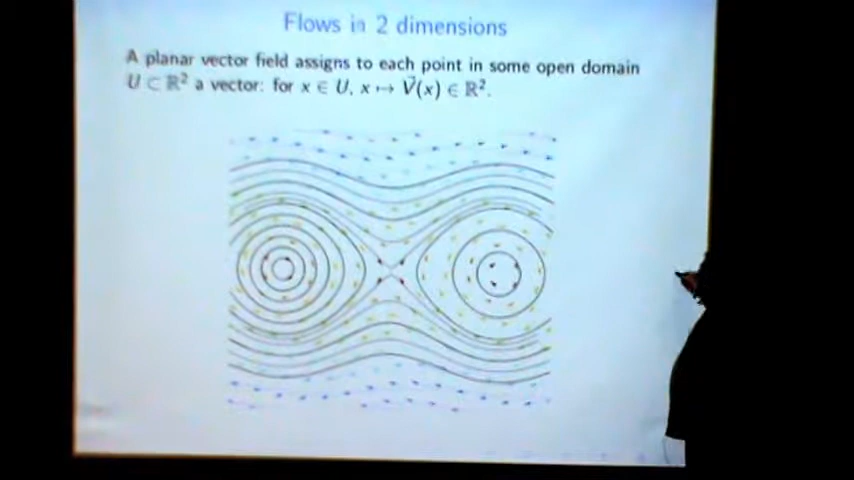 Flows in 2 dimensions
A planar vector field assigns to each point in some open domain
U ⊂ ℝ² a vector: for x ∈ U, x ↦ V⃗(x) ∈ ℝ².